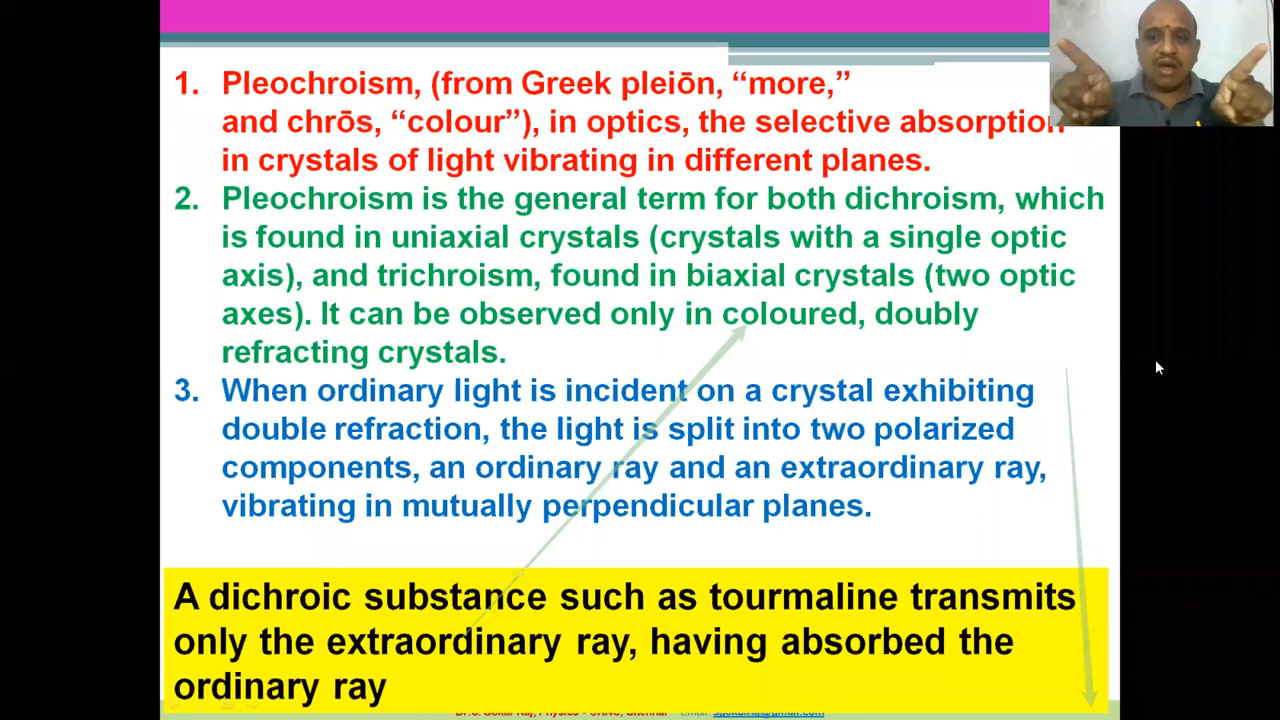 1. Pleochroism, (from Greek pleiōn, “more,”
and chrōs, “colour”), in optics, the selective absorption
in crystals of light vibrating in different planes.
2. Pleochroism is the general term for both dichroism, which
is found in uniaxial crystals (crystals with a single optic
axis), and trichroism, found in biaxial crystals (two optic
axes). It can be observed only in coloured, doubly
refracting crystals.
3. When ordinary light is incident on a crystal exhibiting
double refraction, the light is split into two polarized
components, an ordinary ray and an extraordinary ray,
vibrating in mutually perpendicular planes.
A dichroic substance such as tourmaline transmits
only the extraordinary ray, having absorbed the
ordinary ray